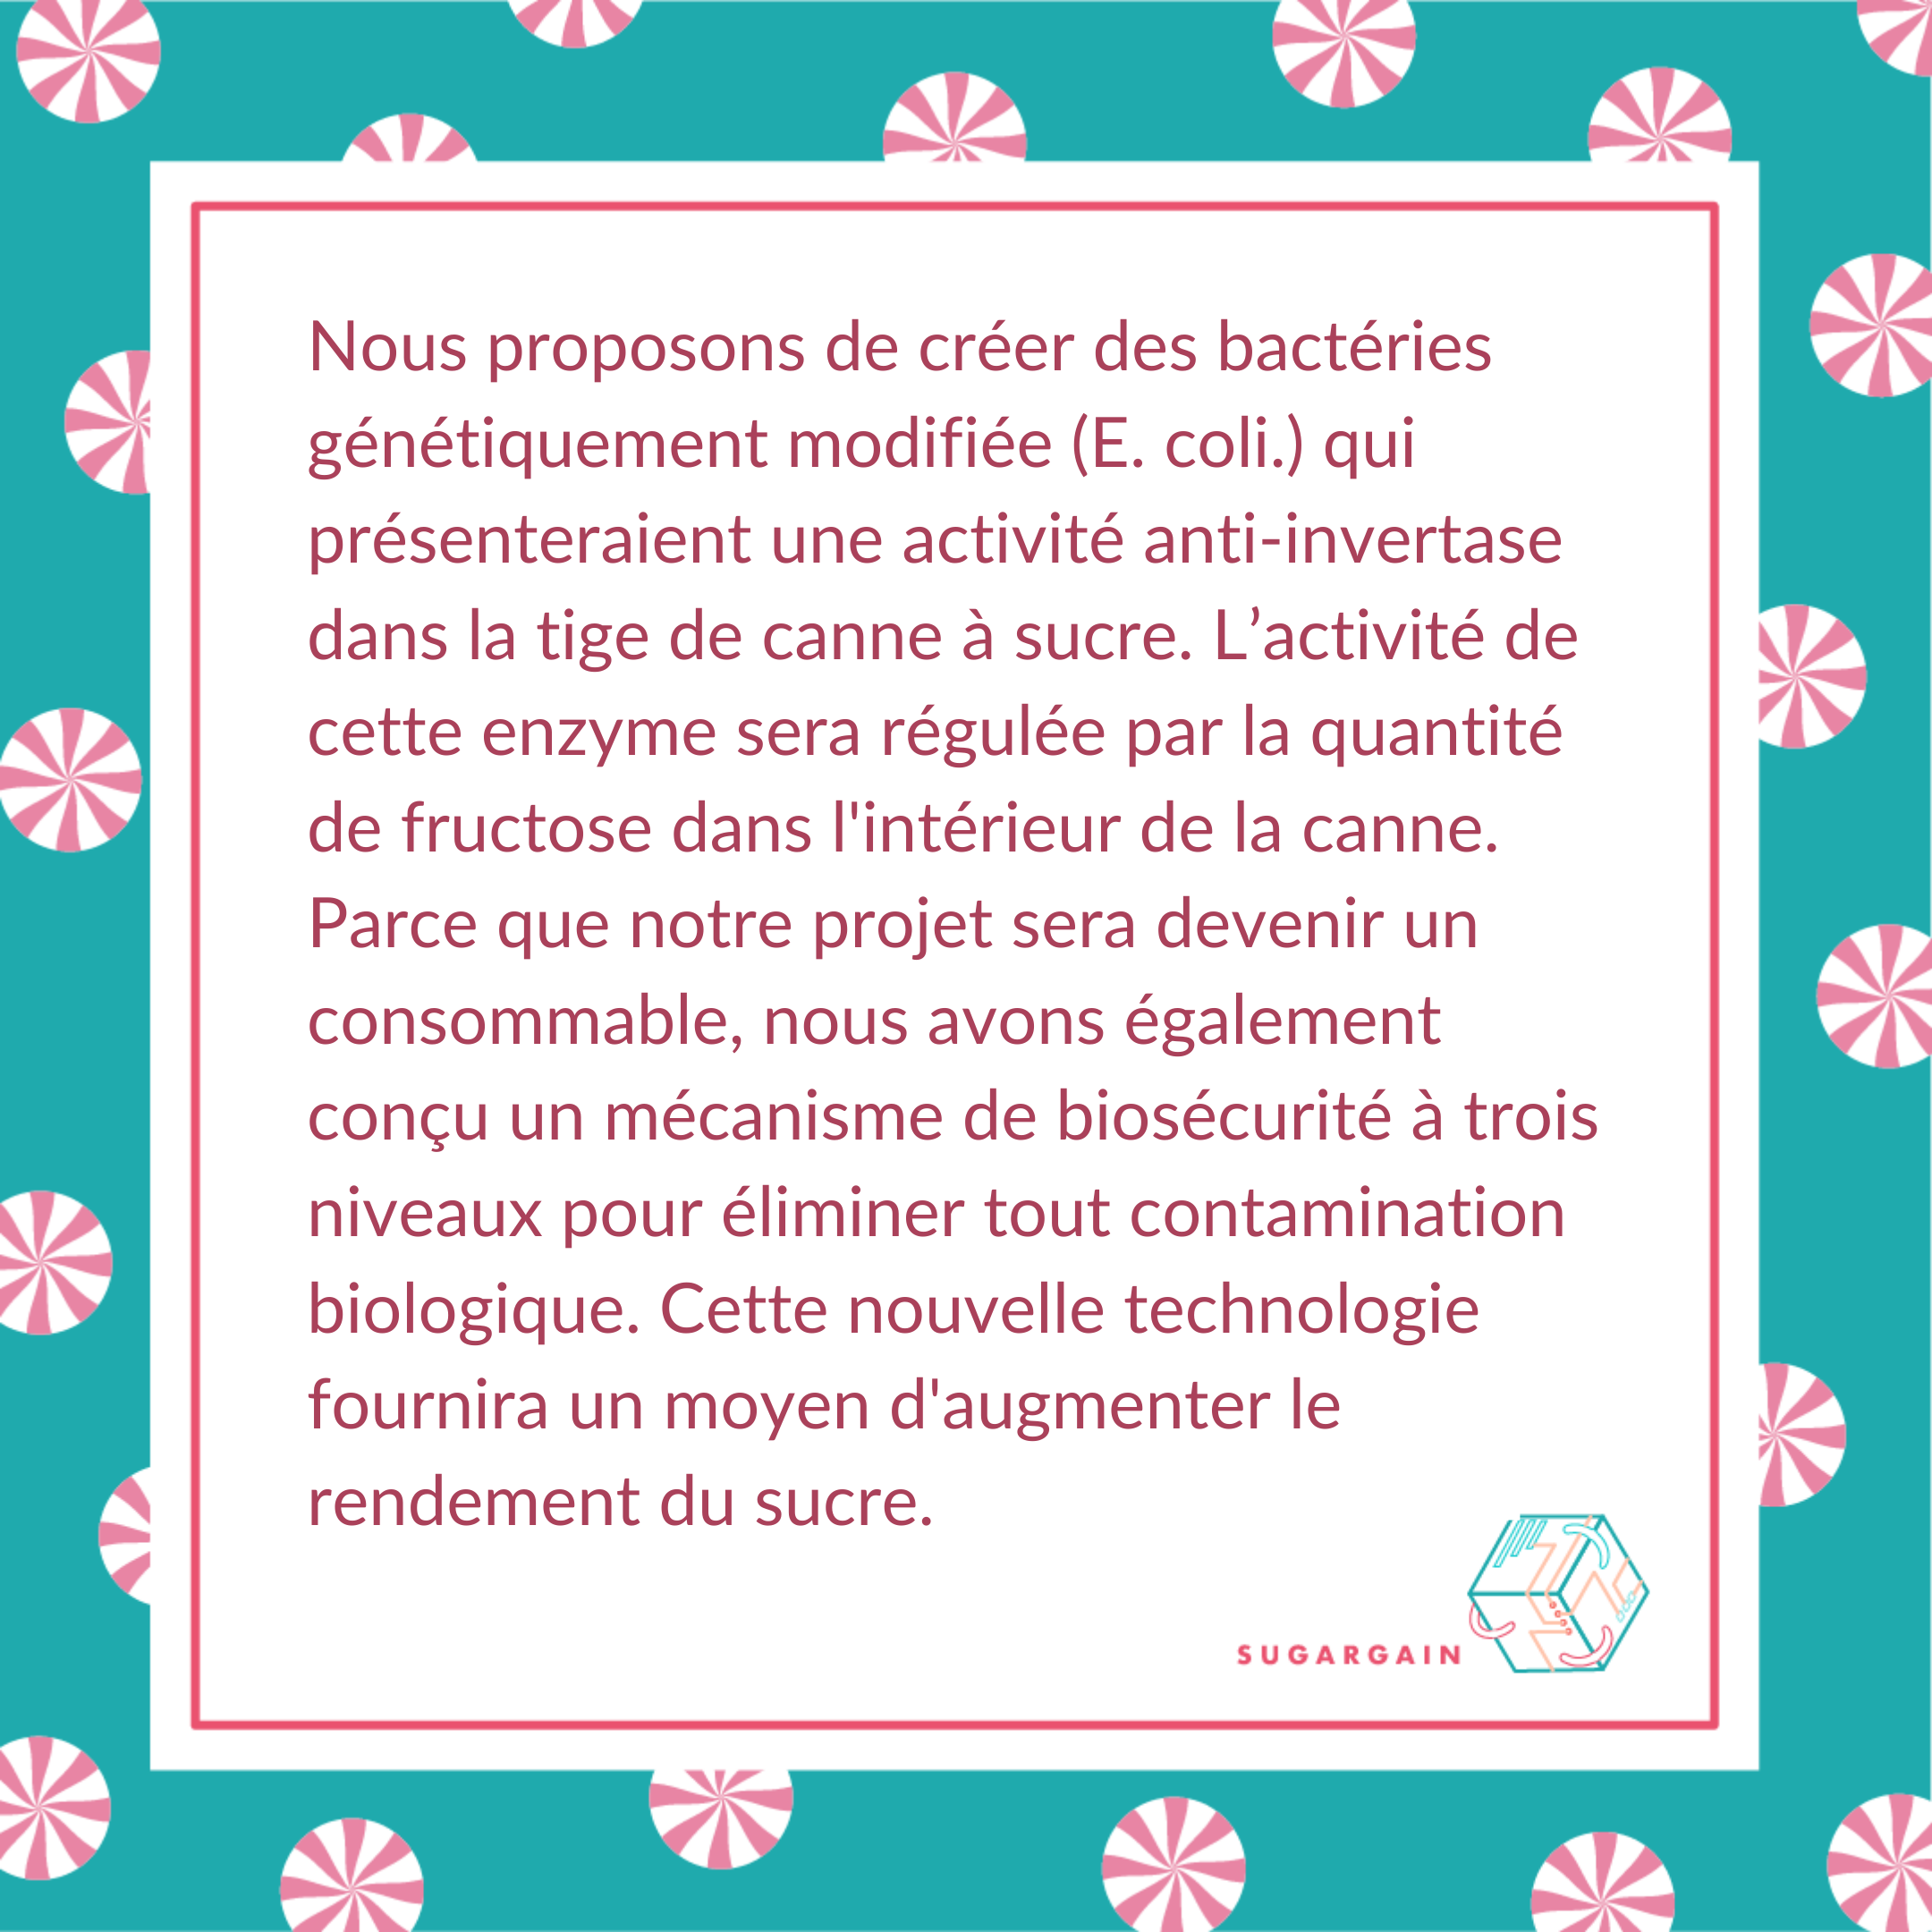 Nous proposons de créer des bactéries
génétiquement modifiée (E. coli.) qui
présenteraient une activité anti-invertase
dans la tige de canne à sucre. L’activité de
cette enzyme sera régulée par la quantité
de fructose dans l'intérieur de la canne.
Parce que notre projet sera devenir un
consommable, nous avons également
conçu un mécanisme de biosécurité à trois
niveaux pour éliminer tout contamination
biologique. Cette nouvelle technologie
fournira un moyen d'augmenter le
rendement du sucre.
SUGARGAIN